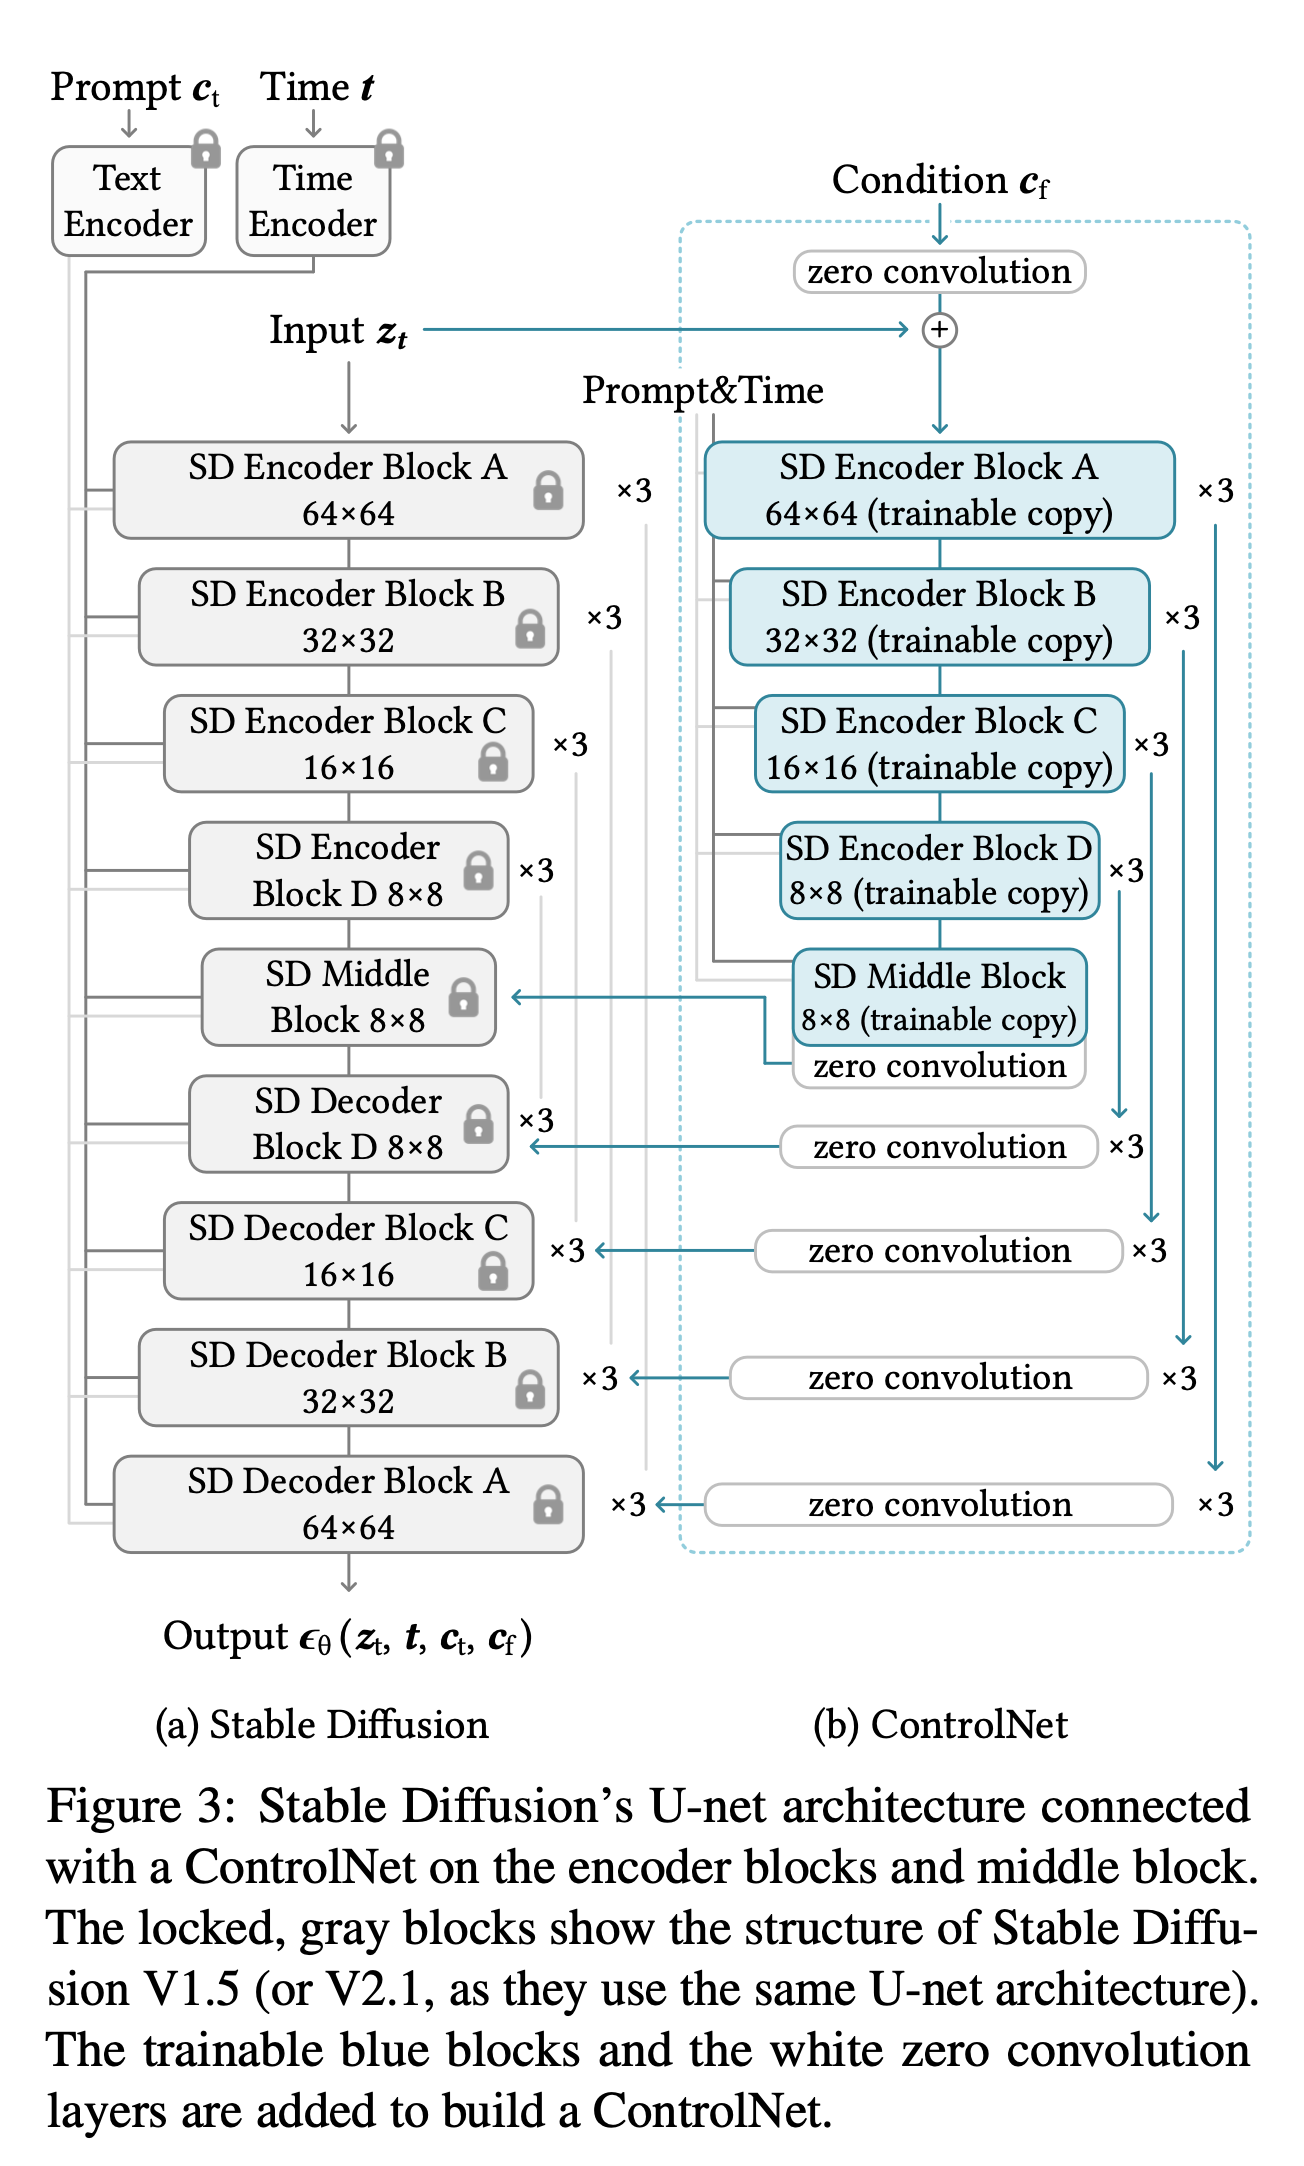 Prompt cₜ
Time t
Text
Encoder
Time
Encoder
Condition c_f
zero convolution
Input zₜ
+
Prompt&Time
SD Encoder Block A
64×64
×3
SD Encoder Block A
64×64 (trainable copy)
×3
SD Encoder Block B
32×32
×3
SD Encoder Block B
32×32 (trainable copy)
×3
SD Encoder Block C
16×16
×3
SD Encoder Block C
16×16 (trainable copy)
×3
SD Encoder
Block D 8×8
×3
SD Encoder Block D
8×8 (trainable copy)
×3
SD Middle
Block 8×8
SD Middle Block
8×8 (trainable copy)
zero convolution
SD Decoder
Block D 8×8
×3
zero convolution
×3
SD Decoder Block C
16×16
×3
zero convolution
×3
SD Decoder Block B
32×32
×3
zero convolution
×3
SD Decoder Block A
64×64
×3
zero convolution
×3
Output ϵ_θ(zₜ, t, cₜ, c_f)
(a) Stable Diffusion
(b) ControlNet
Figure 3: Stable Diffusion’s U-net architecture connected
with a ControlNet on the encoder blocks and middle block.
The locked, gray blocks show the structure of Stable Diffu-
sion V1.5 (or V2.1, as they use the same U-net architecture).
The trainable blue blocks and the white zero convolution
layers are added to build a ControlNet.